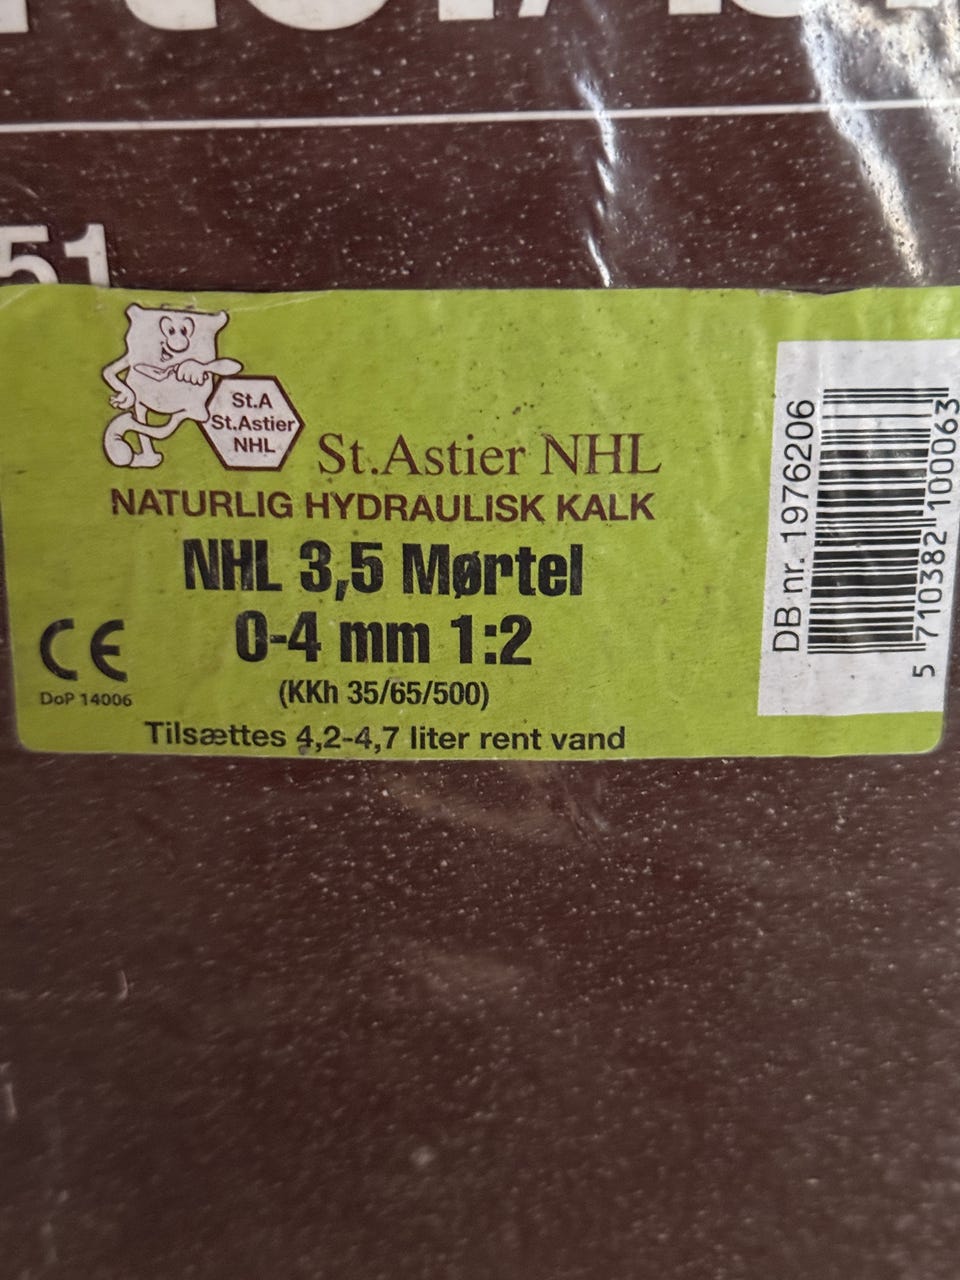 51
St.A
St.Astier
NHL
St.Astier NHL
NATURLIG HYDRAULISK KALK
NHL 3,5 Mørtel
0-4 mm 1:2
(KKh 35/65/500)
CE
DoP 14006
Tilsættes 4,2-4,7 liter rent vand
DB nr. 1976206
5 710382 100063